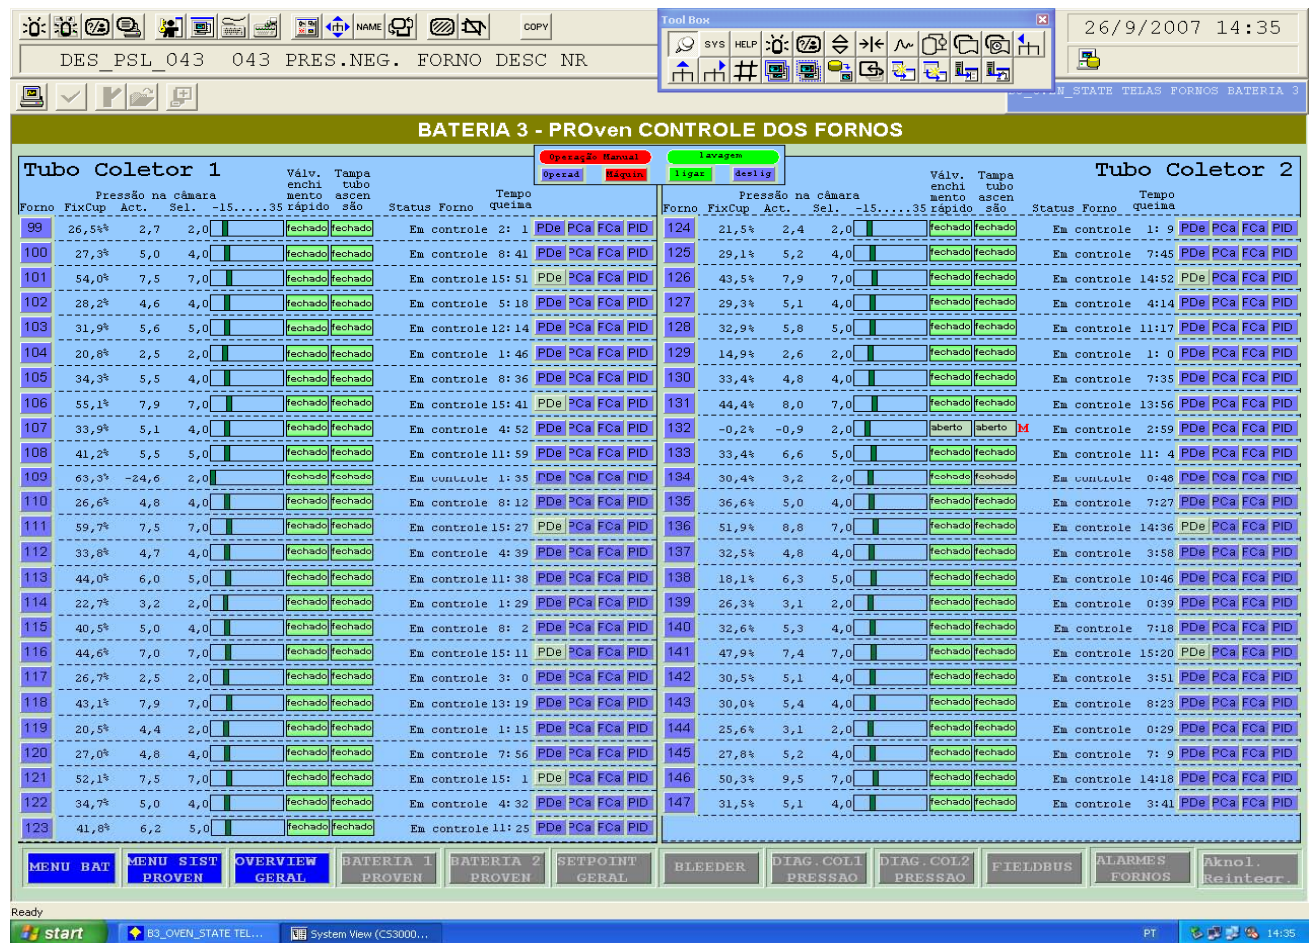 NAME
COPY
Tool Box
SYS HELP
26/9/2007 14:35
DES_PSL_043 043 PRES.NEG. FORNO DESC NR
B3_OVEN_STATE TELAS FORNOS BATERIA 3
BATERIA 3 - PROven CONTROLE DOS FORNOS
Operação Manual lavagem
Operad Máquin ligar deslig
Tubo Coletor 1
Pressão na câmara
Forno FixCup Act. Sel. -15.....35
Válv. enchi mento rápido
Tampa tubo ascen são
Status Forno
Tempo queima
99 26,5%% 2,7 2,0 fechado fechado Em controle 2: 1 PDe PCa FCa PID
100 27,3% 5,0 4,0 fechado fechado Em controle 8:41 PDe PCa FCa PID
101 54,0% 7,5 7,0 fechado fechado Em controle 15:51 PDe PCa FCa PID
102 28,2% 4,6 4,0 fechado fechado Em controle 5:18 PDe PCa FCa PID
103 31,9% 5,6 5,0 fechado fechado Em controle 12:14 PDe PCa FCa PID
104 20,8% 2,5 2,0 fechado fechado Em controle 1:46 PDe PCa FCa PID
105 34,3% 5,5 4,0 fechado fechado Em controle 8:36 PDe PCa FCa PID
106 55,1% 7,9 7,0 fechado fechado Em controle 15:41 PDe PCa FCa PID
107 33,9% 5,1 4,0 fechado fechado Em controle 4:52 PDe PCa FCa PID
108 41,2% 5,5 5,0 fechado fechado Em controle 11:59 PDe PCa FCa PID
109 63,3% -24,6 2,0 fechado fechado Em controle 1:35 PDe PCa FCa PID
110 26,6% 4,8 4,0 fechado fechado Em controle 8:12 PDe PCa FCa PID
111 59,7% 7,5 7,0 fechado fechado Em controle 15:27 PDe PCa FCa PID
112 33,8% 4,7 4,0 fechado fechado Em controle 4:39 PDe PCa FCa PID
113 44,0% 6,0 5,0 fechado fechado Em controle 11:38 PDe PCa FCa PID
114 22,7% 3,2 2,0 fechado fechado Em controle 1:29 PDe PCa FCa PID
115 40,5% 5,0 4,0 fechado fechado Em controle 8: 2 PDe PCa FCa PID
116 44,6% 7,0 7,0 fechado fechado Em controle 15:11 PDe PCa FCa PID
117 26,7% 2,5 2,0 fechado fechado Em controle 3: 0 PDe PCa FCa PID
118 43,1% 7,9 7,0 fechado fechado Em controle 13:19 PDe PCa FCa PID
119 20,5% 4,4 2,0 fechado fechado Em controle 1:15 PDe PCa FCa PID
120 27,0% 4,8 4,0 fechado fechado Em controle 7:56 PDe PCa FCa PID
121 52,1% 7,5 7,0 fechado fechado Em controle 15: 1 PDe PCa FCa PID
122 34,7% 5,0 4,0 fechado fechado Em controle 4:32 PDe PCa FCa PID
123 41,8% 6,2 5,0 fechado fechado Em controle 11:25 PDe PCa FCa PID
Tubo Coletor 2
Pressão na câmara
Forno FixCup Act. Sel. -15.....35
Válv. enchi mento rápido
Tampa tubo ascen são
Status Forno
Tempo queima
124 21,5% 2,4 2,0 fechado fechado Em controle 1: 9 PDe PCa FCa PID
125 29,1% 5,2 4,0 fechado fechado Em controle 7:45 PDe PCa FCa PID
126 43,5% 7,9 7,0 fechado fechado Em controle 14:52 PDe PCa FCa PID
127 29,3% 5,1 4,0 fechado fechado Em controle 4:14 PDe PCa FCa PID
128 32,9% 5,8 5,0 fechado fechado Em controle 11:17 PDe PCa FCa PID
129 14,9% 2,6 2,0 fechado fechado Em controle 1: 0 PDe PCa FCa PID
130 33,4% 4,8 4,0 fechado fechado Em controle 7:35 PDe PCa FCa PID
131 44,4% 8,0 7,0 fechado fechado Em controle 13:56 PDe PCa FCa PID
132 -0,2% -0,9 2,0 aberto aberto M Em controle 2:59 PDe PCa FCa PID
133 33,4% 6,6 5,0 fechado fechado Em controle 11: 4 PDe PCa FCa PID
134 30,4% 3,2 2,0 fechado fechado Em controle 0:48 PDe PCa FCa PID
135 36,6% 5,0 4,0 fechado fechado Em controle 7:27 PDe PCa FCa PID
136 51,9% 8,8 7,0 fechado fechado Em controle 14:36 PDe PCa FCa PID
137 32,5% 4,8 4,0 fechado fechado Em controle 3:58 PDe PCa FCa PID
138 18,1% 6,3 5,0 fechado fechado Em controle 10:46 PDe PCa FCa PID
139 26,3% 3,1 2,0 fechado fechado Em controle 0:39 PDe PCa FCa PID
140 32,6% 5,3 4,0 fechado fechado Em controle 7:18 PDe PCa FCa PID
141 47,9% 7,4 7,0 fechado fechado Em controle 15:20 PDe PCa FCa PID
142 30,5% 5,1 4,0 fechado fechado Em controle 3:51 PDe PCa FCa PID
143 30,0% 5,4 4,0 fechado fechado Em controle 8:23 PDe PCa FCa PID
144 25,6% 3,1 2,0 fechado fechado Em controle 0:29 PDe PCa FCa PID
145 27,8% 5,2 4,0 fechado fechado Em controle 7: 9 PDe PCa FCa PID
146 50,3% 9,5 7,0 fechado fechado Em controle 14:18 PDe PCa FCa PID
147 31,5% 5,1 4,0 fechado fechado Em controle 3:41 PDe PCa FCa PID
MENU BAT
MENU SIST PROVEN
OVERVIEW GERAL
BATERIA 1 PROVEN
BATERIA 2 PROVEN
SETPOINT GERAL
BLEEDER
DIAG.COL1 PRESSAO
DIAG.COL2 PRESSAO
FIELDBUS
ALARMES FORNOS
Aknol. Reintegr.
Ready
start B3_OVEN_STATE TEL... System View (CS3000... PT 14:35